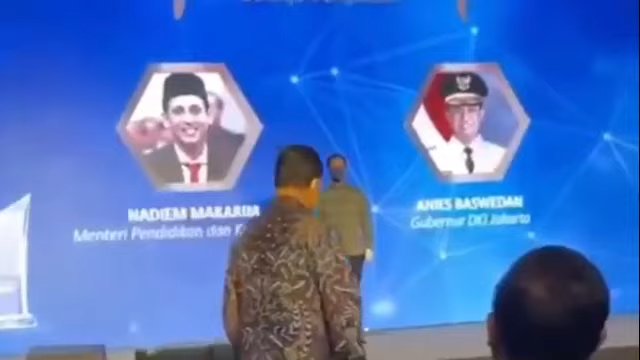 NADIEM MAKARIM
Menteri Pendidikan dan
ANIES BASWEDAN
Gubernur DKI Jakarta